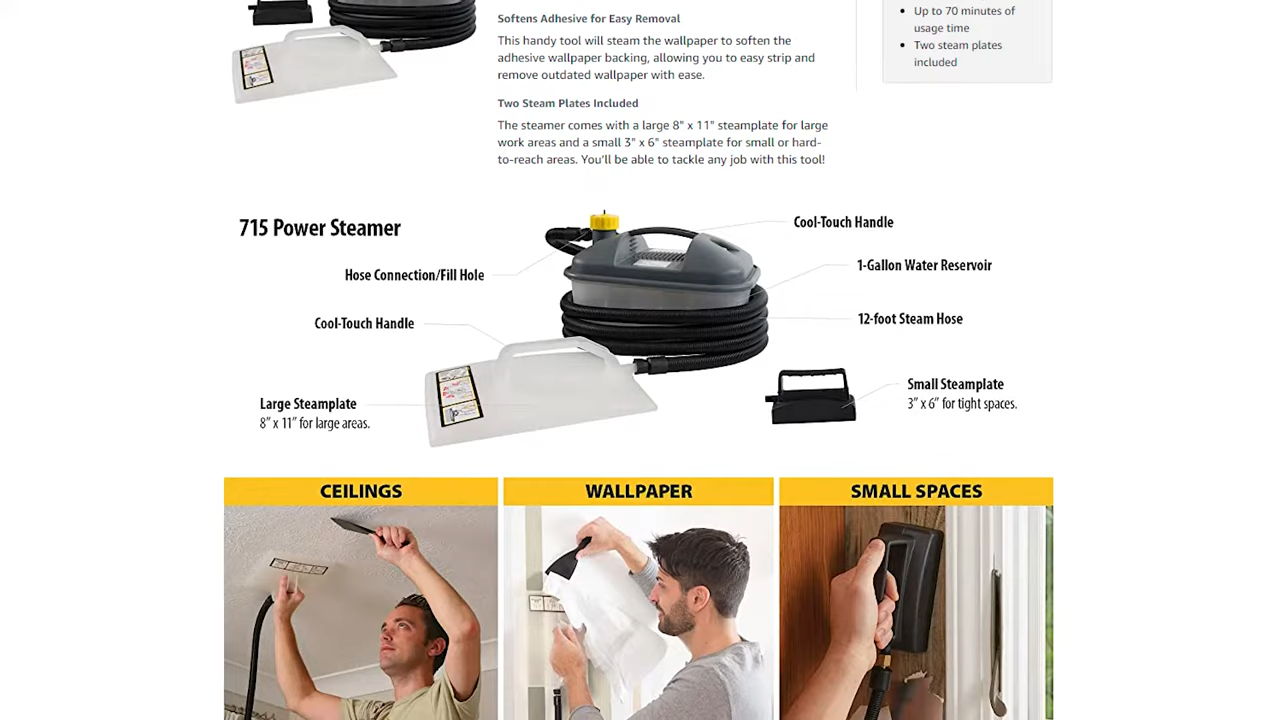 Softens Adhesive for Easy Removal
This handy tool will steam the wallpaper to soften the
adhesive wallpaper backing, allowing you to easy strip and
remove outdated wallpaper with ease.
Two Steam Plates Included
The steamer comes with a large 8" x 11" steamplate for large
work areas and a small 3" x 6" steamplate for small or hard-
to-reach areas. You'll be able to tackle any job with this tool!
Up to 70 minutes of
usage time
Two steam plates
included
715 Power Steamer
Cool-Touch Handle
Hose Connection/Fill Hole
1-Gallon Water Reservoir
Cool-Touch Handle
12-foot Steam Hose
Large Steamplate
8” x 11” for large areas.
Small Steamplate
3” x 6” for tight spaces.
CEILINGS
WALLPAPER
SMALL SPACES